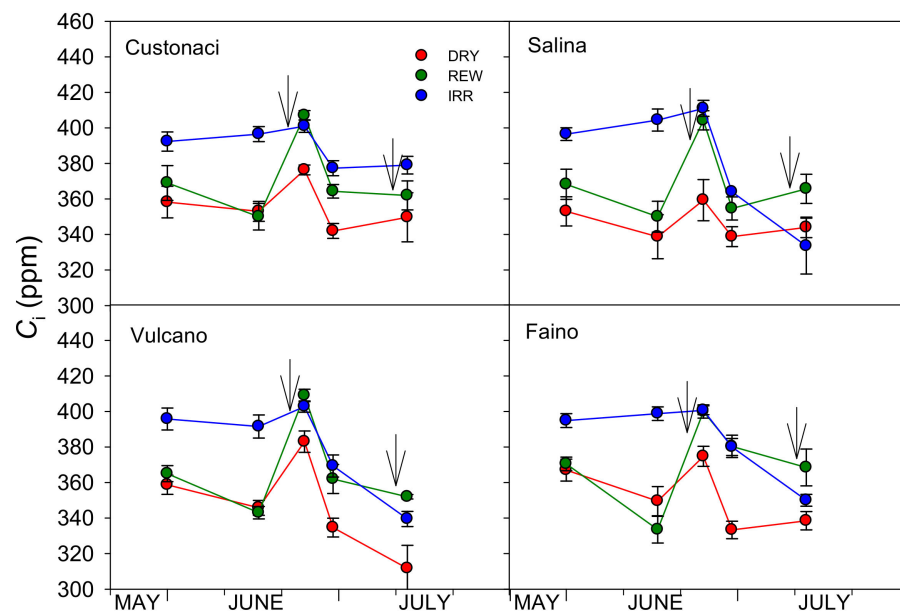 460
Custonaci
Salina
440
DRY
REW
420
IRR
400
380
360
340
320
300
Ci (ppm)
Vulcano
Faino
440
420
400
380
360
340
320
300
MAY JUNE JULY MAY JUNE JULY